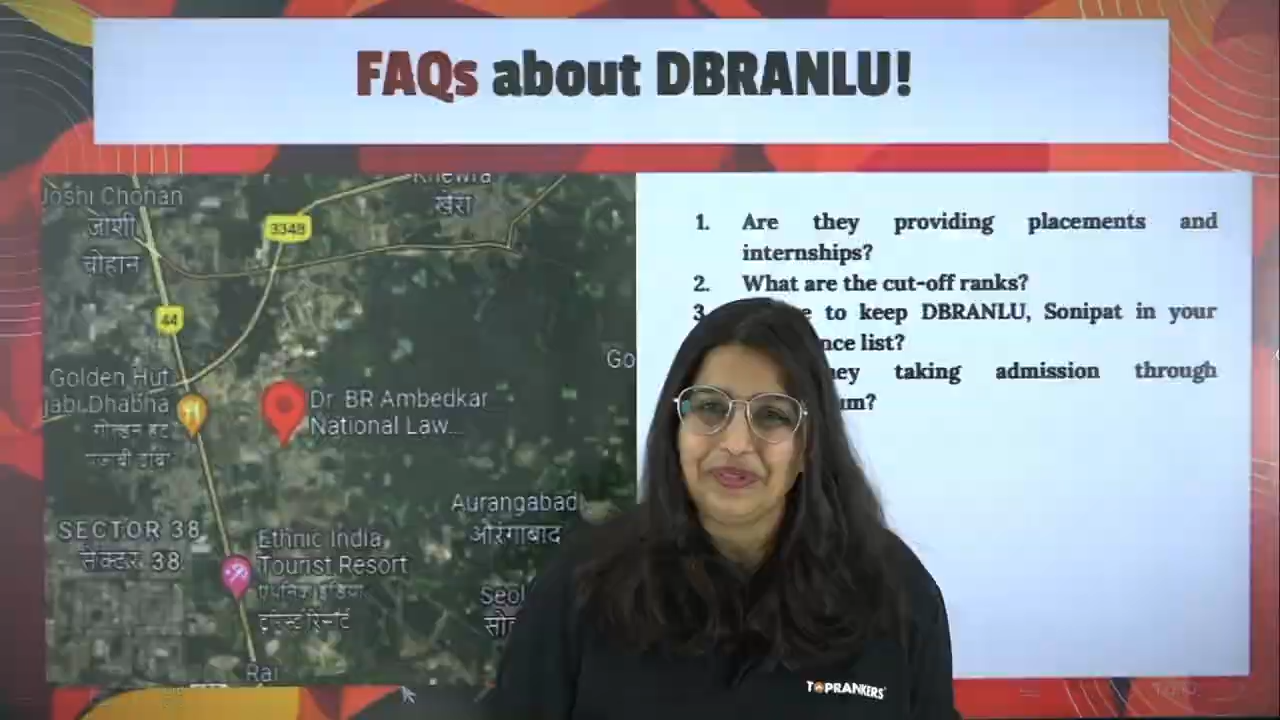 FAQs about DBRANLU!
Khewra
खेरा
Joshi Chohan
जोशी
चोहान
334B
44
Golden Hut
jabi Dhabha
गोल्डन हट
Go
Dr. BR Ambedkar
National Law...
SECTOR 38
सेक्टर 38
Aurangabad
औरंगाबाद
Ethnic India
Tourist Resort
Seol
Rai
1. Are they providing placements and
internships?
2. What are the cut-off ranks?
3. to keep DBRANLU, Sonipat in your
list?
taking admission through
TOPRANKERS